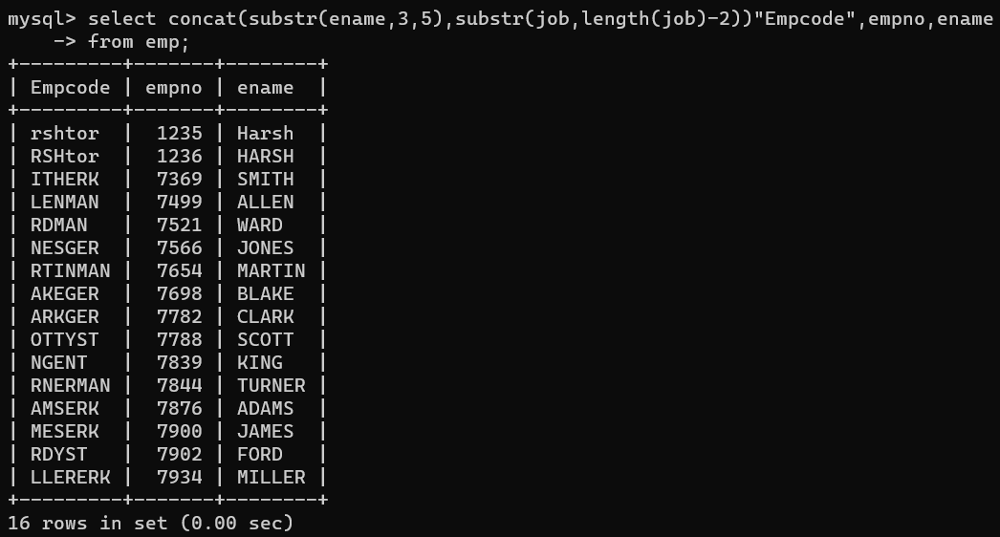 mysql> select concat(substr(ename,3,5),substr(job,length(job)-2))"Empcode",empno,ename
    -> from emp;
+---------+-------+--------+
| Empcode | empno | ename  |
+---------+-------+--------+
| rshtor  |  1235 | Harsh  |
| RSHtor  |  1236 | HARSH  |
| ITHERK  |  7369 | SMITH  |
| LENMAN  |  7499 | ALLEN  |
| RDMAN   |  7521 | WARD   |
| NESGER  |  7566 | JONES  |
| RTINMAN |  7654 | MARTIN |
| AKEGER  |  7698 | BLAKE  |
| ARKGER  |  7782 | CLARK  |
| OTTYST  |  7788 | SCOTT  |
| NGENT   |  7839 | KING   |
| RNERMAN |  7844 | TURNER |
| AMSERK  |  7876 | ADAMS  |
| MESERK  |  7900 | JAMES  |
| RDYST   |  7902 | FORD   |
| LLERERK |  7934 | MILLER |
+---------+-------+--------+
16 rows in set (0.00 sec)